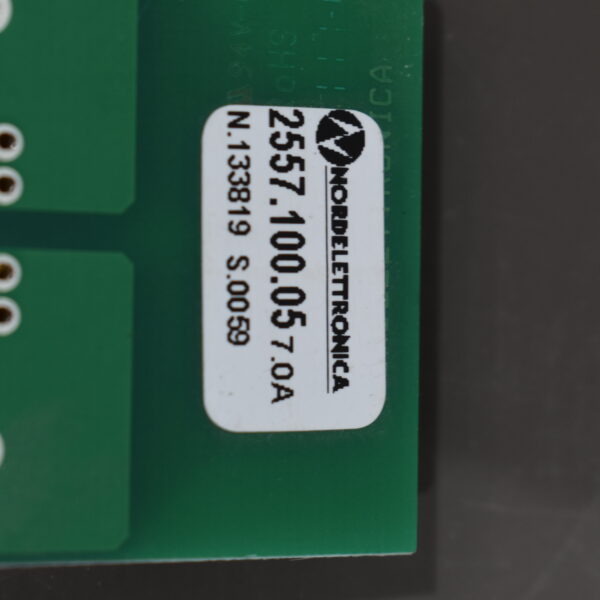 NORDELETTRONICA
2557.100.05 7.0A
N.133819 S.0059